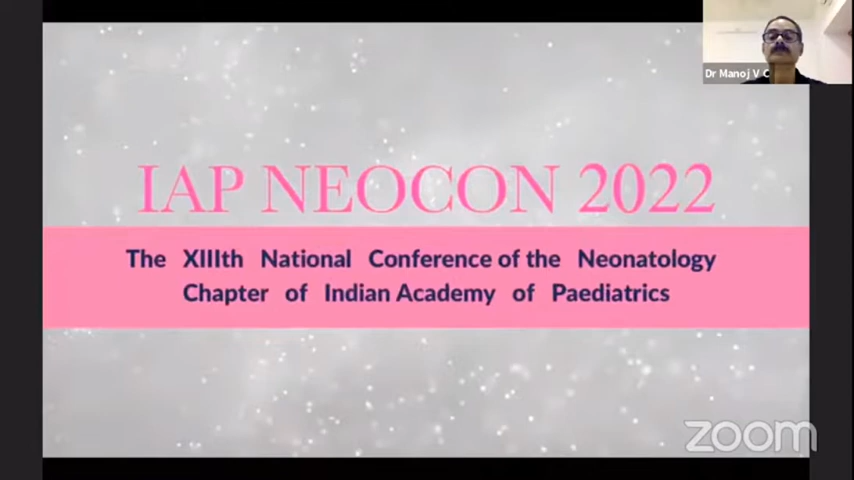 Dr Manoj V C
IAP NEOCON 2022
The XIIIth National Conference of the Neonatology
Chapter of Indian Academy of Paediatrics
zoom